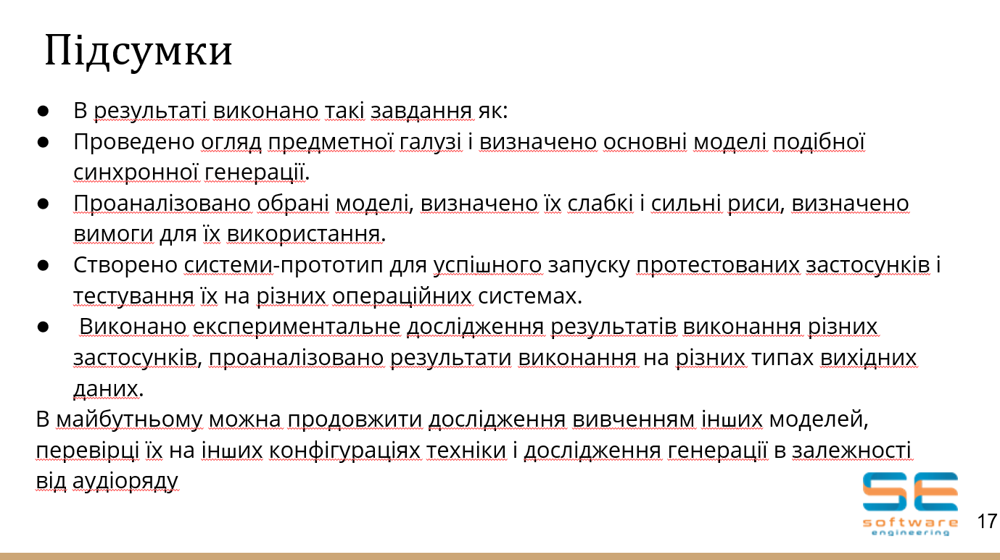 Підсумки
● В результаті виконано такі завдання як:
● Проведено огляд предметної галузі і визначено основні моделі подібної
синхронної генерації.
● Проаналізовано обрані моделі, визначено їх слабкі і сильні риси, визначено
вимоги для їх використання.
● Створено системи-прототип для успішного запуску протестованих застосунків і
тестування їх на різних операційних системах.
● Виконано експериментальне дослідження результатів виконання різних
застосунків, проаналізовано результати виконання на різних типах вихідних
даних.
В майбутньому можна продовжити дослідження вивченням інших моделей,
перевірці їх на інших конфігураціях техніки і дослідження генерації в залежності
від аудіоряду
SE
software
engineering
17